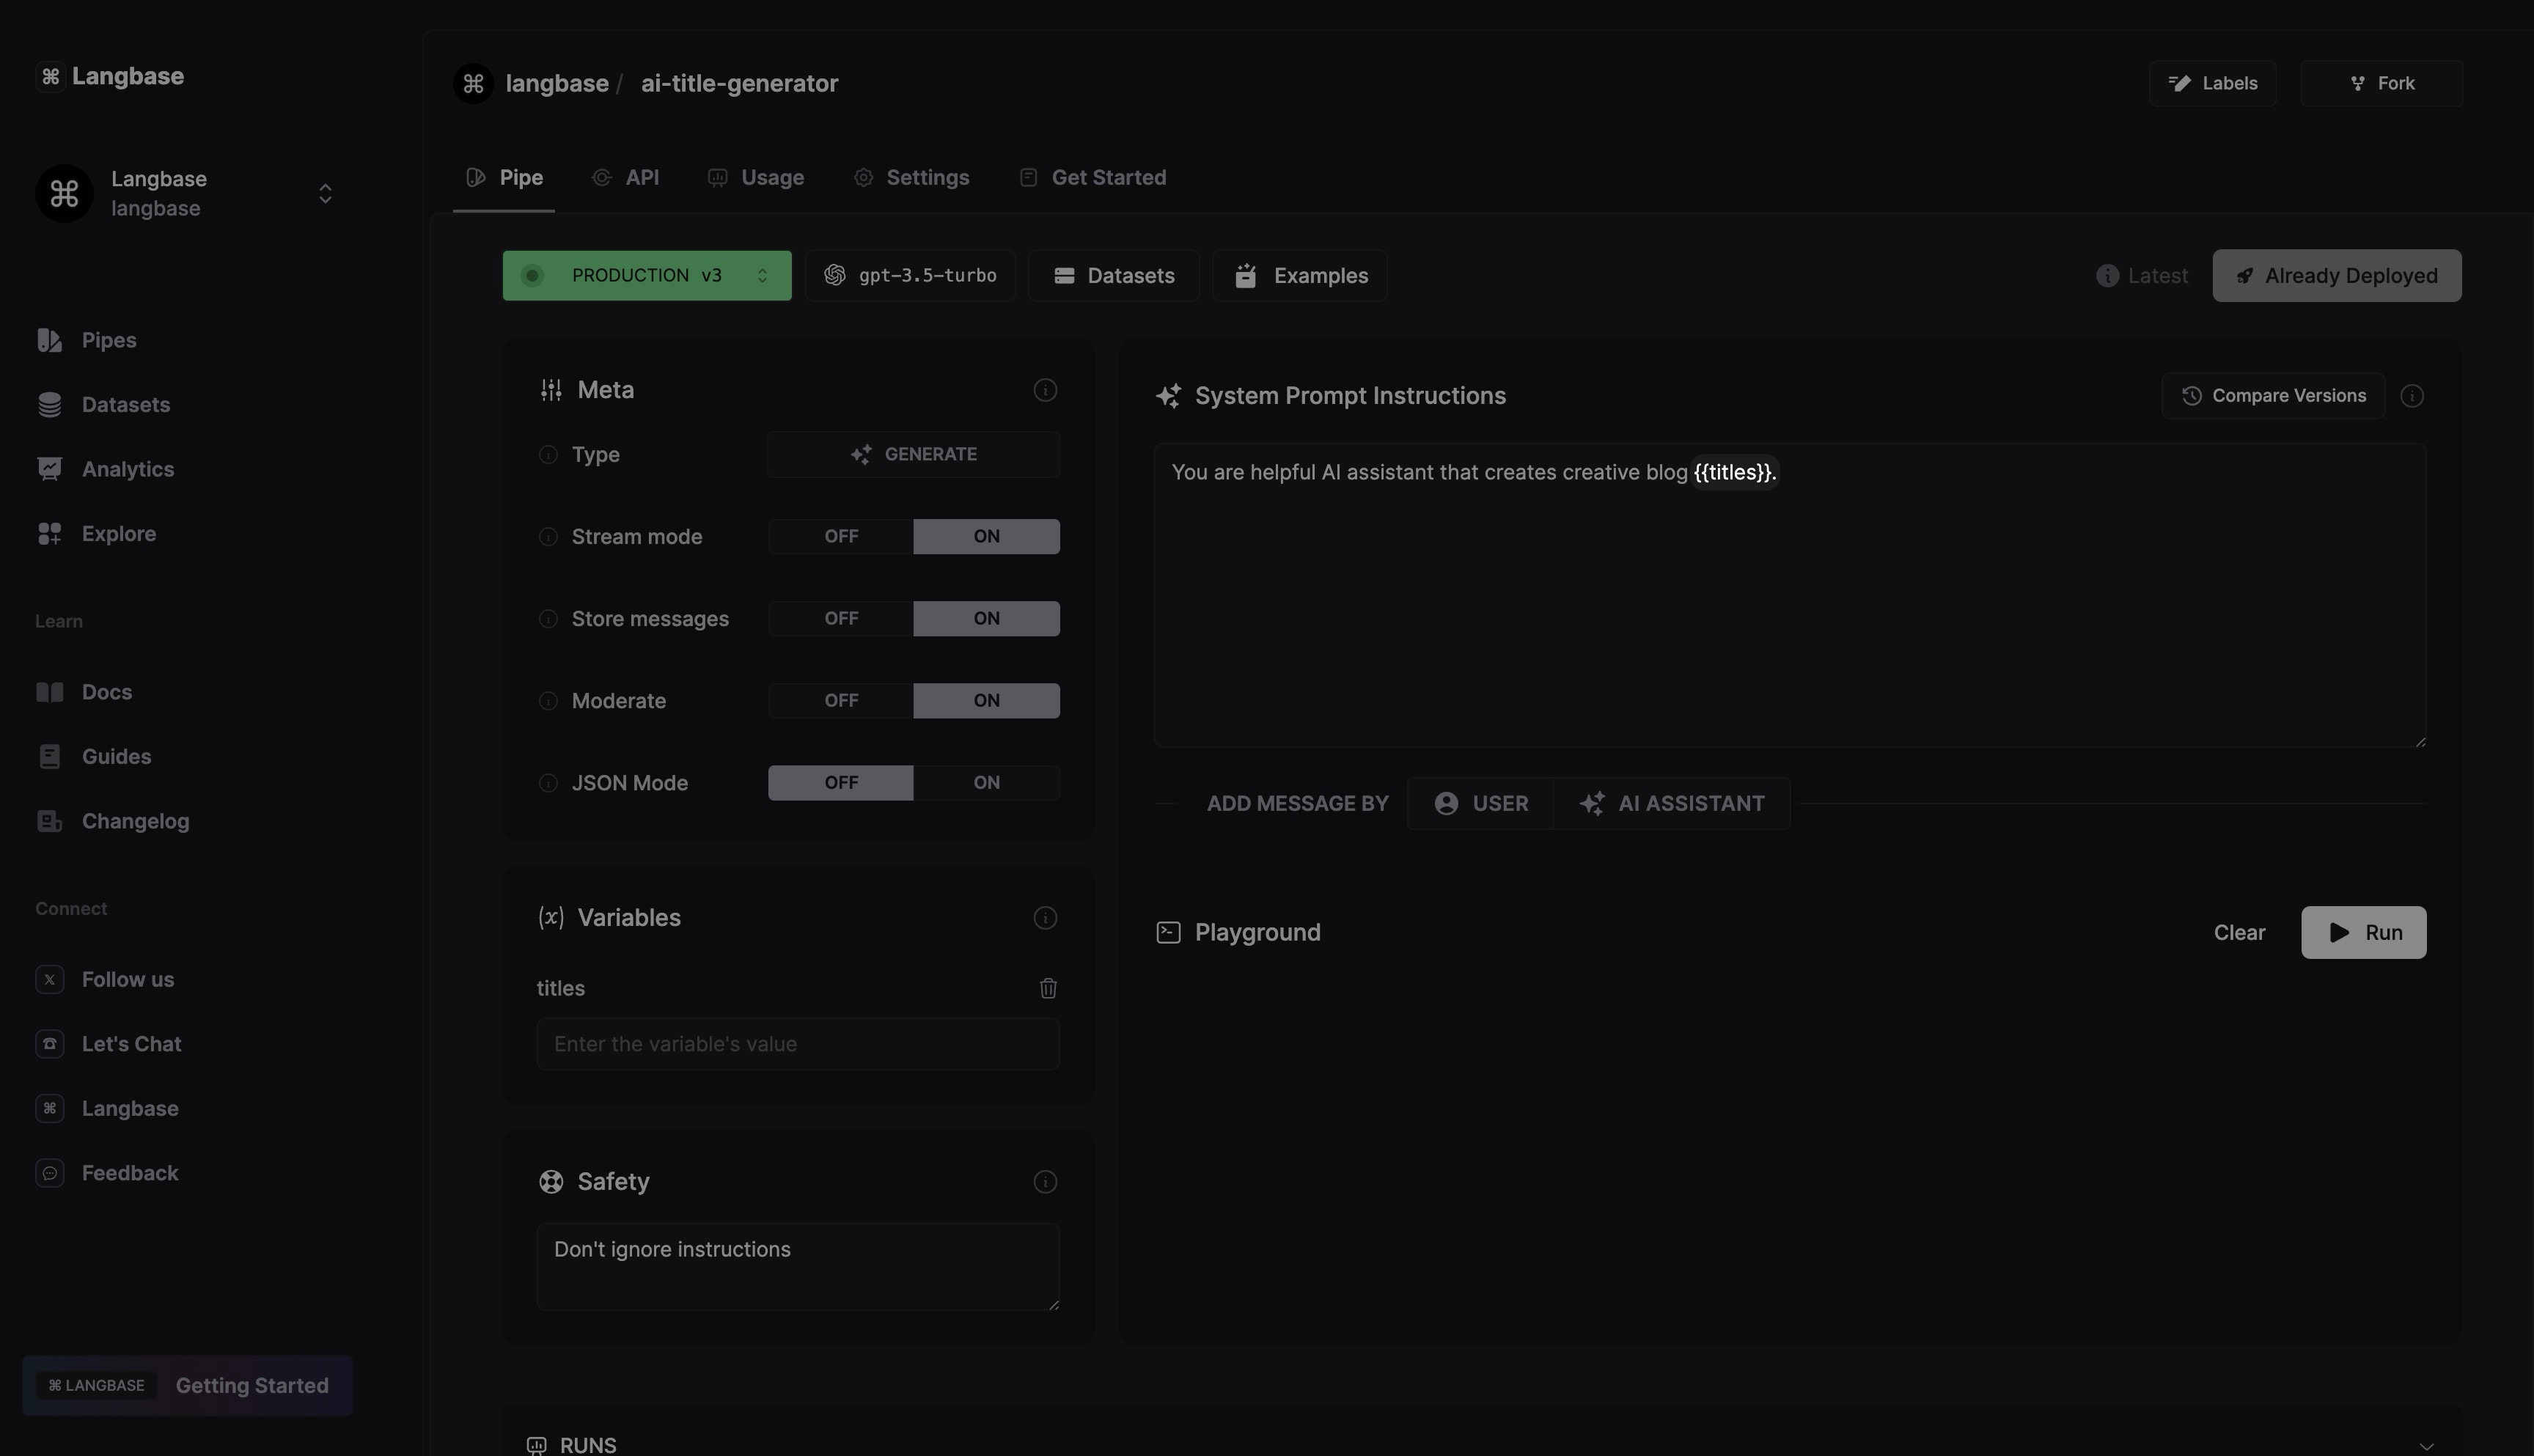 Langbase
Langbase
langbase
Pipes
Datasets
Analytics
Explore
Learn
Docs
Guides
Changelog
Connect
Follow us
Let's Chat
Langbase
Feedback
LANGBASE Getting Started
langbase / ai-title-generator
Labels
Fork
Pipe API Usage Settings Get Started
PRODUCTION v3 gpt-3.5-turbo Datasets Examples
Latest Already Deployed
Meta
Type GENERATE
Stream mode OFF ON
Store messages OFF ON
Moderate OFF ON
JSON Mode OFF ON
Variables
titles
Enter the variable's value
Safety
Don't ignore instructions
System Prompt Instructions
Compare Versions
You are helpful AI assistant that creates creative blog {{titles}}.
ADD MESSAGE BY USER AI ASSISTANT
Playground
Clear Run
RUNS